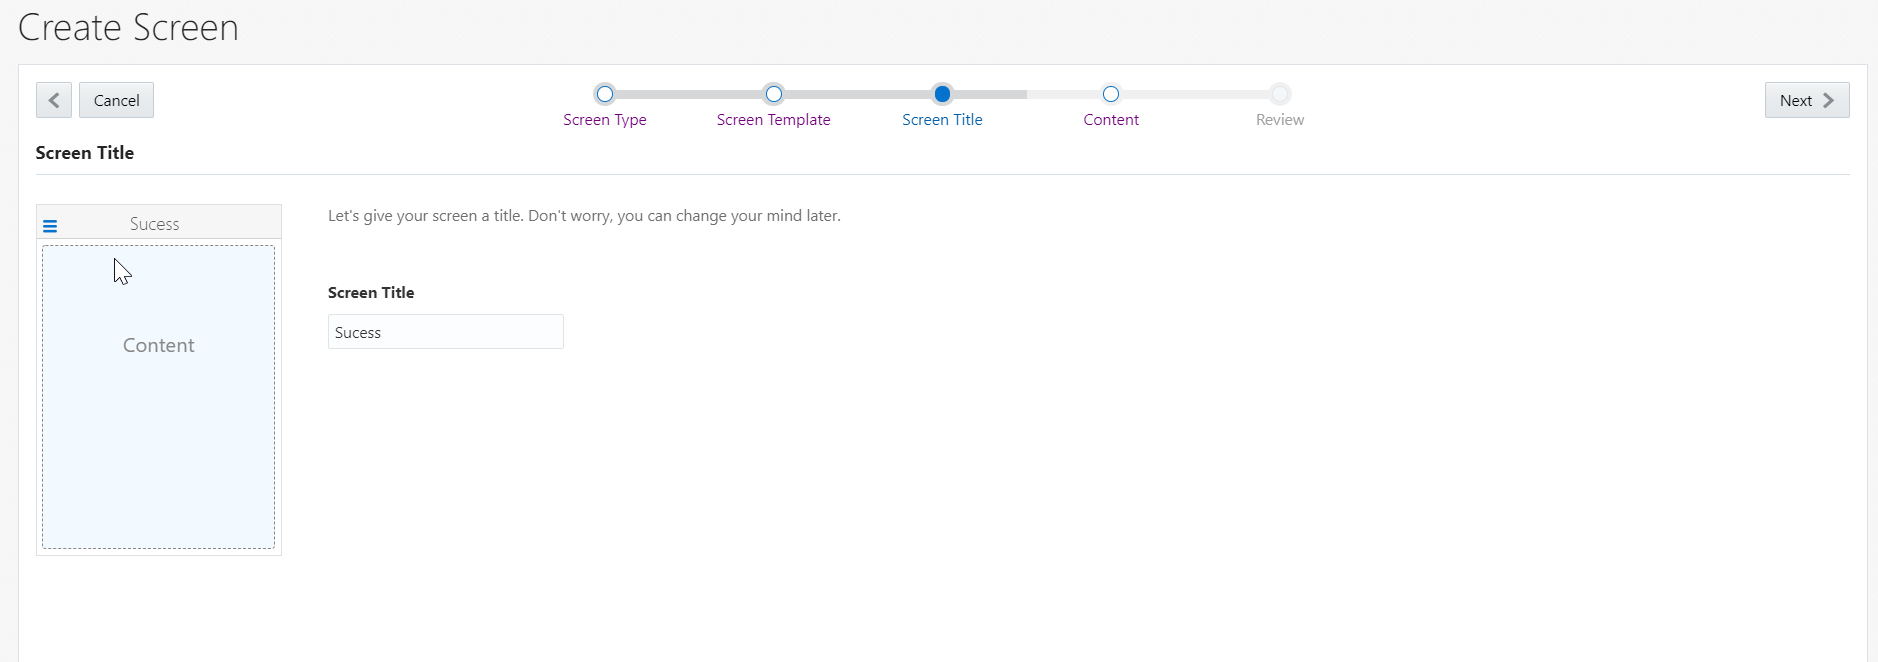 Create Screen
Cancel
Screen Type
Screen Template
Screen Title
Content
Review
Next
Screen Title
Sucess
Content
Let's give your screen a title. Don't worry, you can change your mind later.
Screen Title
Sucess